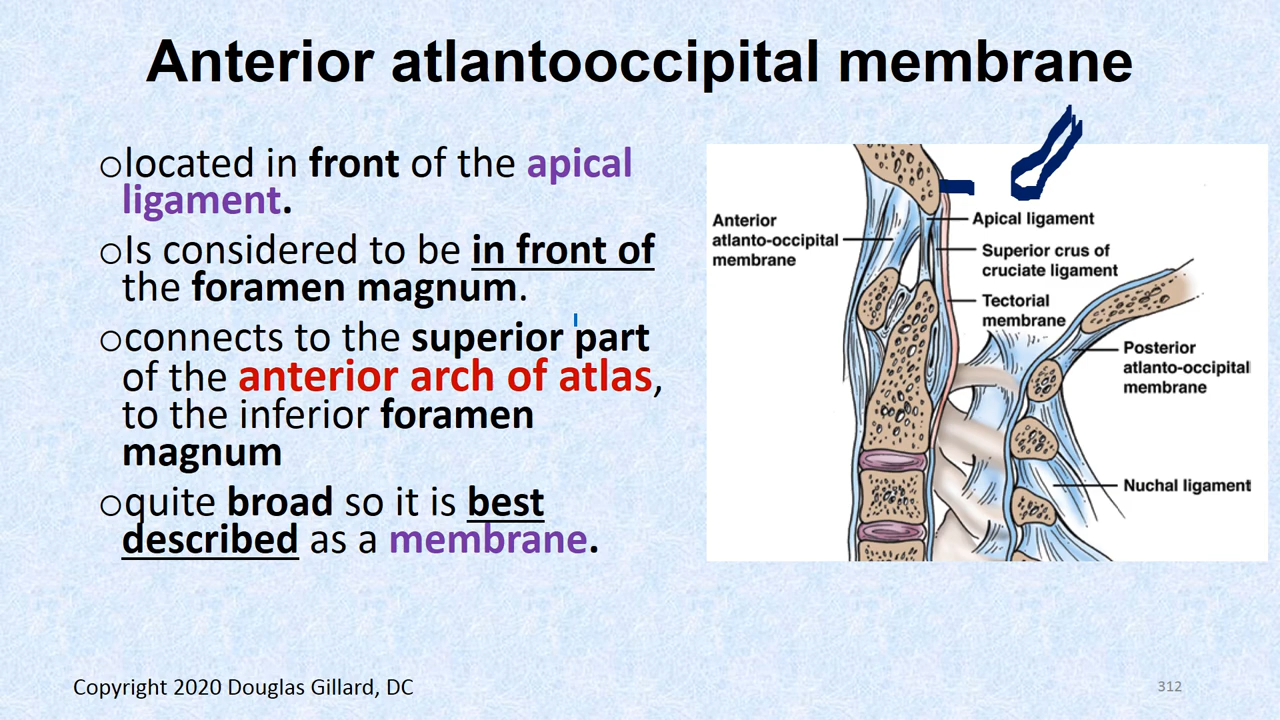 Anterior atlantooccipital membrane
○located in front of the apical
ligament.
○Is considered to be in front of
the foramen magnum.
○connects to the superior part
of the anterior arch of atlas,
to the inferior foramen
magnum
○quite broad so it is best
described as a membrane.
Anterior
atlanto-occipital
membrane
Apical ligament
Superior crus of
cruciate ligament
Tectorial
membrane
Posterior
atlanto-occipital
membrane
Nuchal ligament
Copyright 2020 Douglas Gillard, DC
312